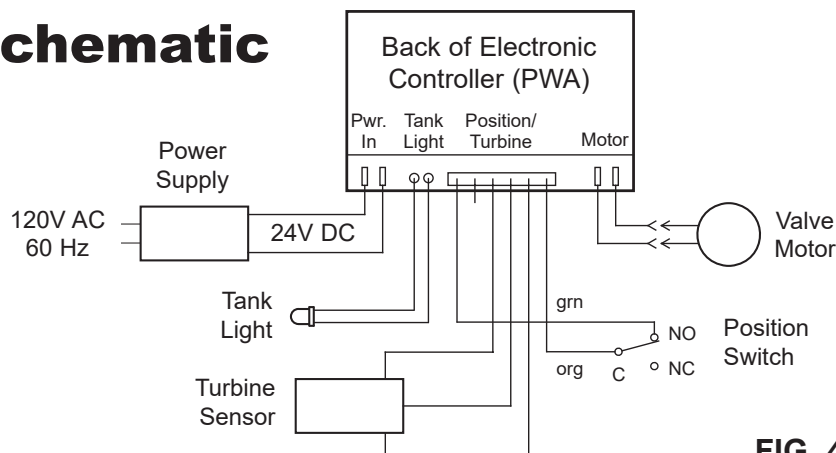 chematic
Back of Electronic
Controller (PWA)
Pwr.
In
Tank
Light
Position/
Turbine
Motor
Power
Supply
120V AC
60 Hz
24V DC
Valve
Motor
Tank
Light
grn
NO
Position
Switch
org
C
NC
Turbine
Sensor
FIG.